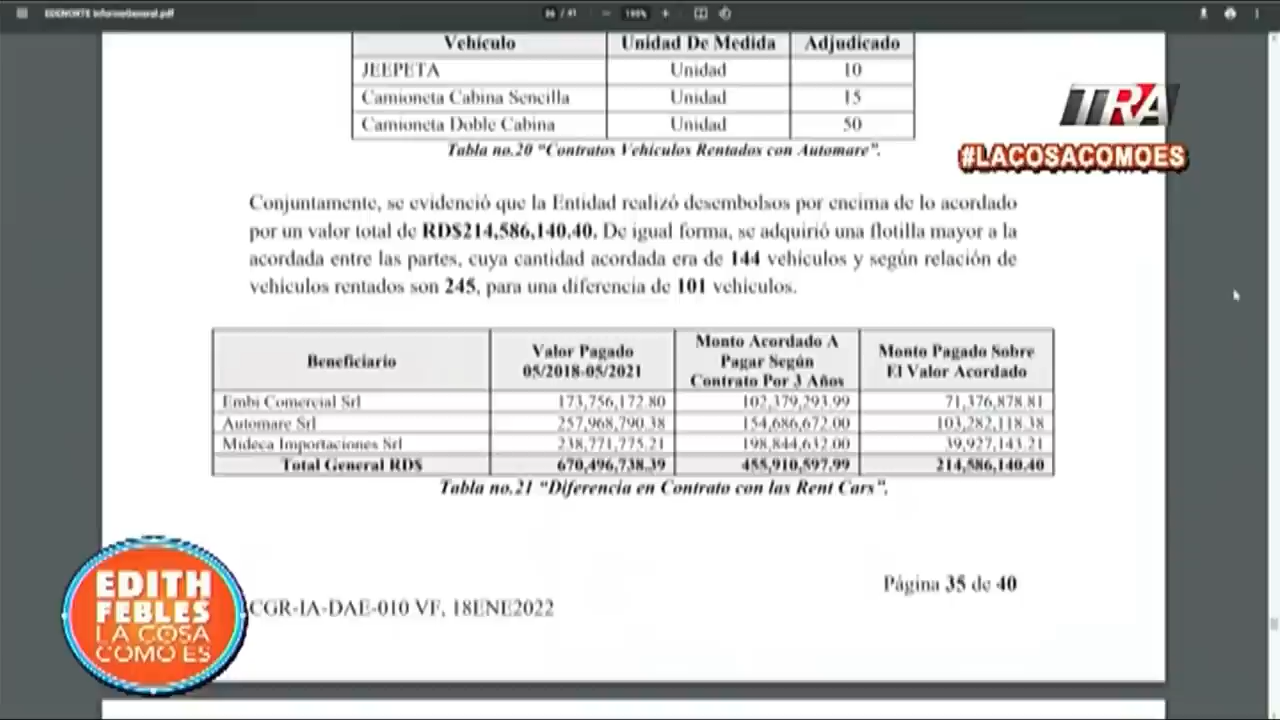 EDENORTE InformeGeneral.pdf
36 / 41
100%
Vehículo Unidad De Medida Adjudicado
JEEPETA Unidad 10
Camioneta Cabina Sencilla Unidad 15
Camioneta Doble Cabina Unidad 50
Tabla no.20 “Contratos Vehículos Rentados con Automare”.
TRA
#LACOSACOMOES
Conjuntamente, se evidenció que la Entidad realizó desembolsos por encima de lo acordado
por un valor total de RD$214,586,140.40. De igual forma, se adquirió una flotilla mayor a la
acordada entre las partes, cuya cantidad acordada era de 144 vehículos y según relación de
vehículos rentados son 245, para una diferencia de 101 vehículos.
Beneficiario Valor Pagado 05/2018-05/2021 Monto Acordado A Pagar Según Contrato Por 3 Años Monto Pagado Sobre El Valor Acordado
Embi Comercial Srl 173,756,172.80 102,379,293.99 71,376,878.81
Automare Srl 257,968,790.38 154,686,672.00 103,282,118.38
Mideca Importaciones Srl 238,771,775.21 198,844,632.00 39,927,143.21
Total General RD$ 670,496,738.39 455,910,597.99 214,586,140.40
Tabla no.21 “Diferencia en Contrato con las Rent Cars”.
Página 35 de 40
CGR-IA-DAE-010 VF, 18ENE2022
EDITH
FEBLES
LA COSA
COMO ES